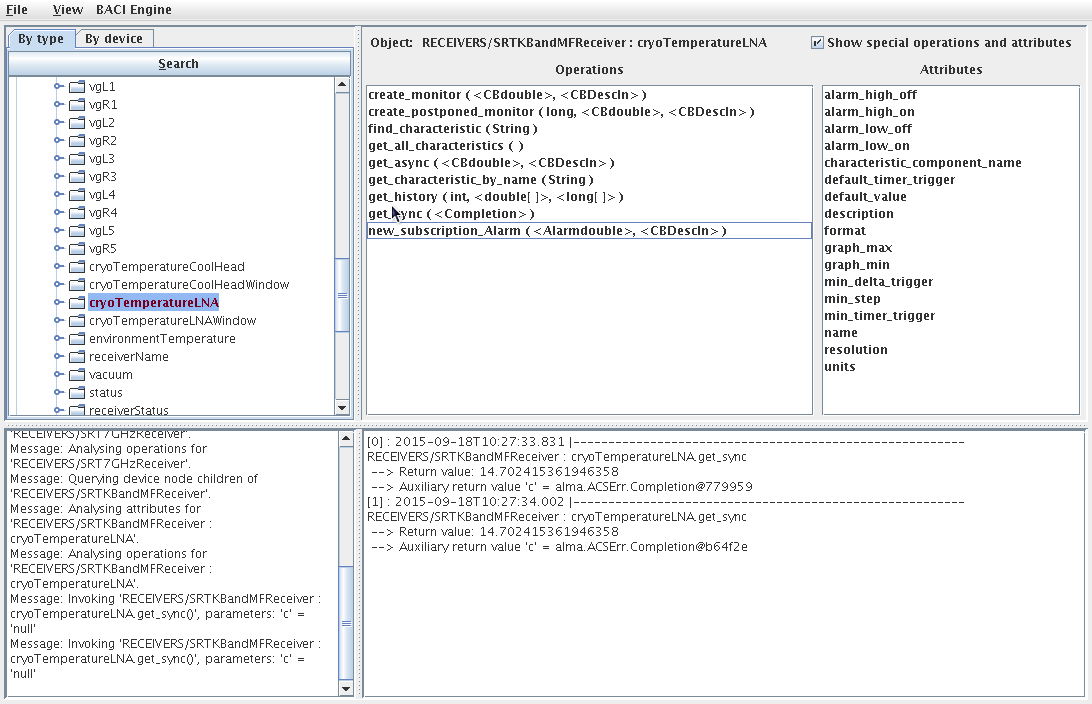 File View BACI Engine
By type By device
Search
vgL1
vgR1
vgL2
vgR2
vgL3
vgR3
vgL4
vgR4
vgL5
vgR5
cryoTemperatureCoolHead
cryoTemperatureCoolHeadWindow
cryoTemperatureLNA
cryoTemperatureLNAWindow
environmentTemperature
receiverName
vacuum
status
receiverStatus
Object: RECEIVERS/SRTKBandMFReceiver : cryoTemperatureLNA
Show special operations and attributes
Operations
create_monitor ( <CBdouble>, <CBDescIn> )
create_postponed_monitor ( long, <CBdouble>, <CBDescIn> )
find_characteristic ( String )
get_all_characteristics ( )
get_async ( <CBdouble>, <CBDescIn> )
get_characteristic_by_name ( String )
get_history ( int, <double[ ]>, <long[ ]> )
get_sync ( <Completion> )
new_subscription_Alarm ( <Alarmdouble>, <CBDescIn> )
Attributes
alarm_high_off
alarm_high_on
alarm_low_off
alarm_low_on
characteristic_component_name
default_timer_trigger
default_value
description
format
graph_max
graph_min
min_delta_trigger
min_step
min_timer_trigger
name
resolution
units
'RECEIVERS/SRT7GHzReceiver'.
Message: Analysing operations for
'RECEIVERS/SRT7GHzReceiver'.
Message: Querying device node children of
'RECEIVERS/SRTKBandMFReceiver'.
Message: Analysing attributes for
'RECEIVERS/SRTKBandMFReceiver :
cryoTemperatureLNA'.
Message: Analysing operations for
'RECEIVERS/SRTKBandMFReceiver :
cryoTemperatureLNA'.
Message: Invoking 'RECEIVERS/SRTKBandMFReceiver :
cryoTemperatureLNA.get_sync()', parameters: 'c' =
'null'
Message: Invoking 'RECEIVERS/SRTKBandMFReceiver :
cryoTemperatureLNA.get_sync()', parameters: 'c' =
'null'
[0] : 2015-09-18T10:27:33.831 |--------------------------------------------------------
RECEIVERS/SRTKBandMFReceiver : cryoTemperatureLNA.get_sync
--> Return value: 14.702415361946358
--> Auxiliary return value 'c' = alma.ACSErr.Completion@779959
[1] : 2015-09-18T10:27:34.002 |--------------------------------------------------------
RECEIVERS/SRTKBandMFReceiver : cryoTemperatureLNA.get_sync
--> Return value: 14.702415361946358
--> Auxiliary return value 'c' = alma.ACSErr.Completion@b64f2e